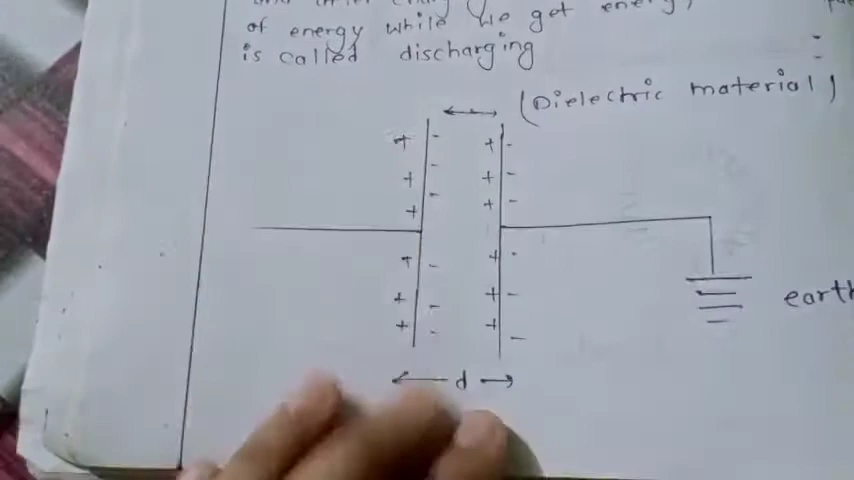 of energy while we get energy,
is called discharging
(Dielectric material)
+ - + -
+ - + -
+ - + -
+ - + -
+ - + -
+ - + -
d
earth